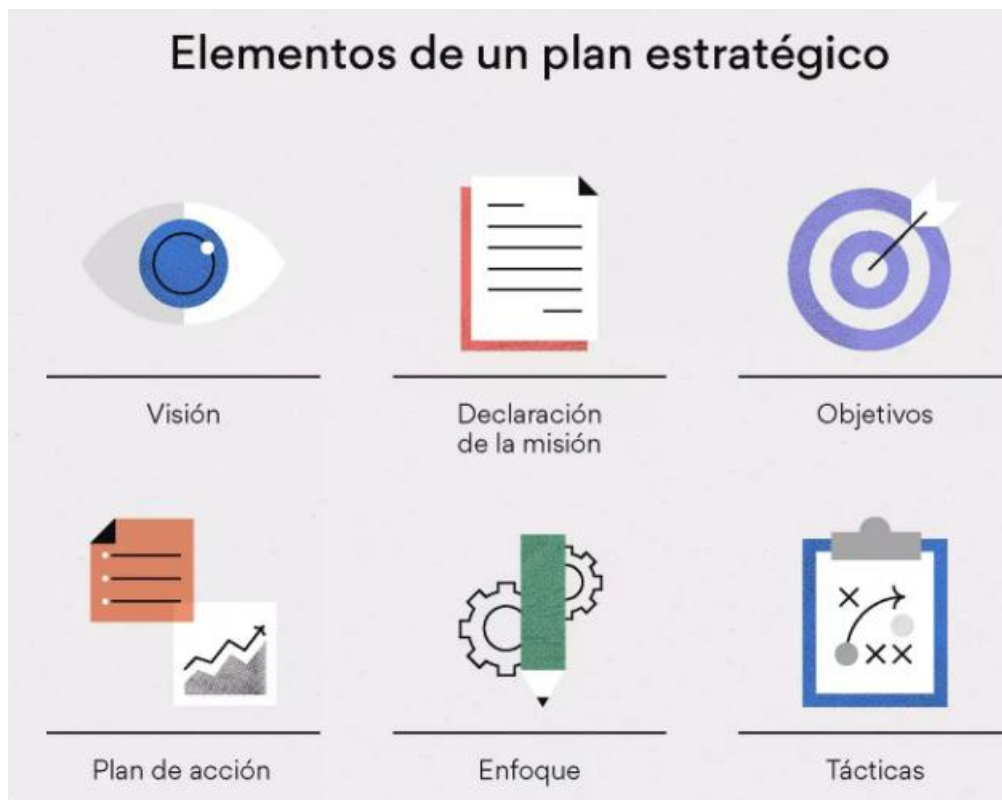 Elementos de un plan estratégico
Visión
Declaración
de la misión
Objetivos
Plan de acción
Enfoque
Tácticas